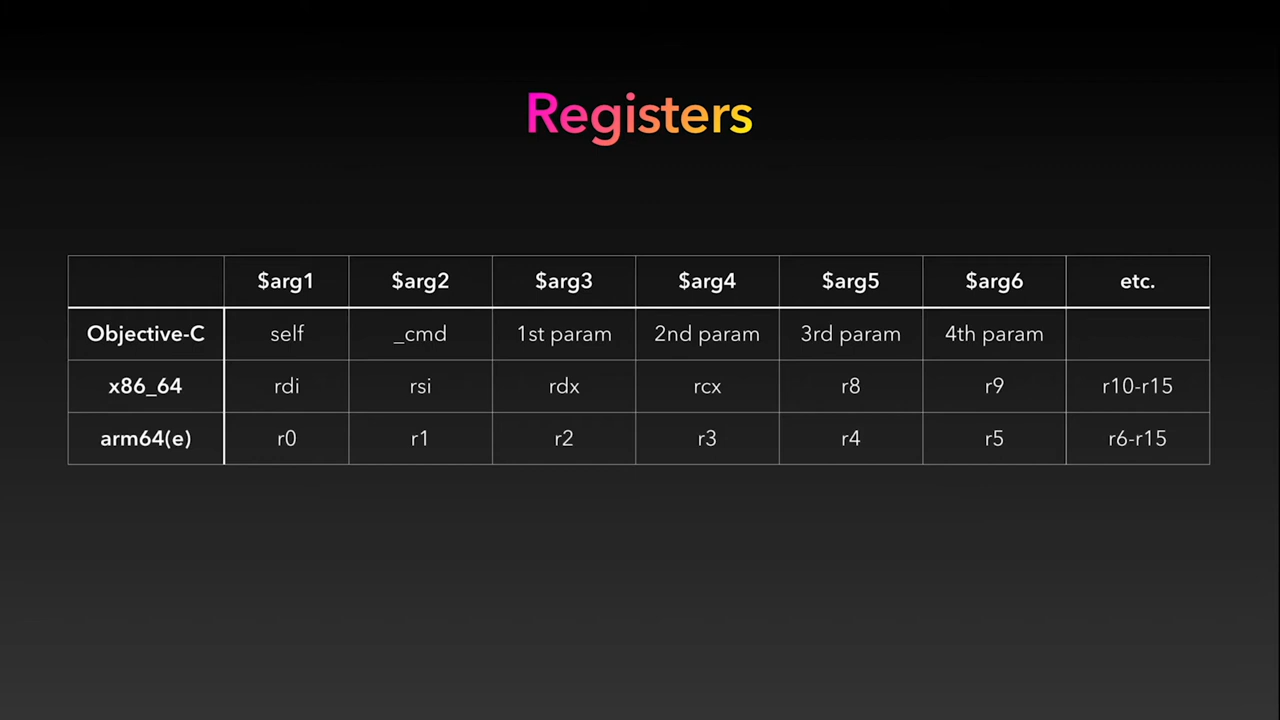 Registers
$arg1 $arg2 $arg3 $arg4 $arg5 $arg6 etc.
Objective-C self _cmd 1st param 2nd param 3rd param 4th param
x86_64 rdi rsi rdx rcx r8 r9 r10-r15
arm64(e) r0 r1 r2 r3 r4 r5 r6-r15